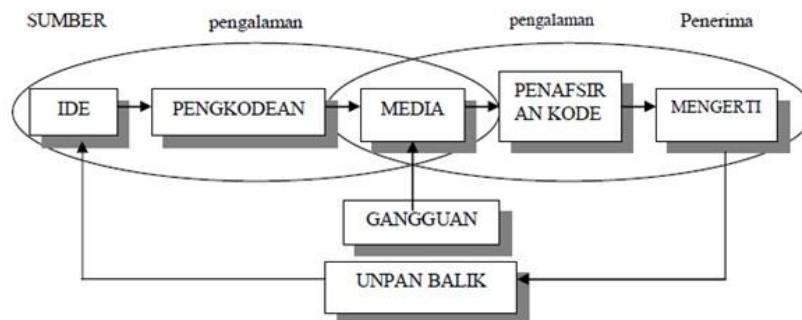 SUMBER pengalaman pengalaman Penerima
IDE PENGKODEAN MEDIA PENAFSIR
AN KODE MENGERTI
GANGGUAN
UNPAN BALIK